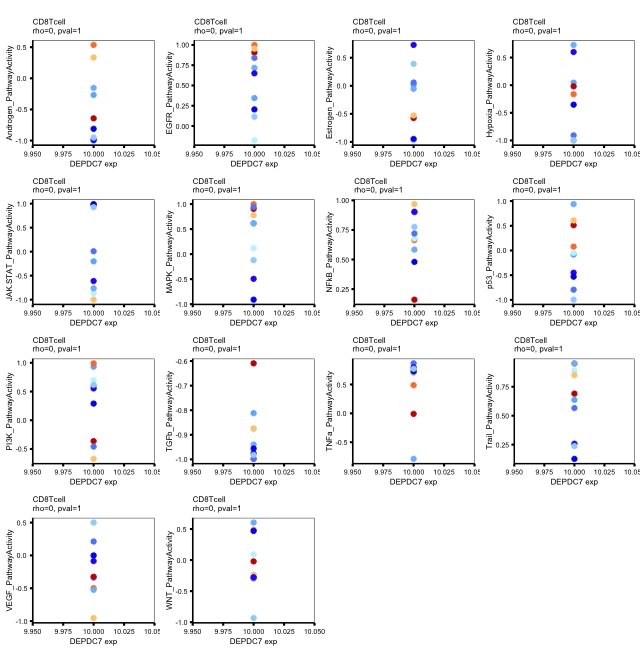 CD8Tcell
rho=0, pval=1
Androgen_PathwayActivity
0.5
0.0
-0.5
-1.0
9.950
9.975
10.000
10.025
10.05
DEPDC7 exp
CD8Tcell
rho=0, pval=1
EGFR_PathwayActivity
1.00
0.75
0.50
0.25
0.00
9.950
9.975
10.000
10.025
10.05
DEPDC7 exp
CD8Tcell
rho=0, pval=1
Estrogen_PathwayActivity
0.5
0.0
-0.5
-1.0
9.950
9.975
10.000
10.025
10.05
DEPDC7 exp
CD8Tcell
rho=0, pval=1
Hypoxia_PathwayActivity
0.5
0.0
-0.5
-1.0
9.950
9.975
10.000
10.025
10.05
DEPDC7 exp
CD8Tcell
rho=0, pval=1
JAK-STAT_PathwayActivity
1.0
0.5
0.0
-0.5
-1.0
9.950
9.975
10.000
10.025
10.05
DEPDC7 exp
CD8Tcell
rho=0, pval=1
MAPK_PathwayActivity
1.0
0.5
0.0
-0.5
-1.0
9.950
9.975
10.000
10.025
10.05
DEPDC7 exp
CD8Tcell
rho=0, pval=1
NFkB_PathwayActivity
1.00
0.75
0.50
0.25
9.950
9.975
10.000
10.025
10.05
DEPDC7 exp
CD8Tcell
rho=0, pval=1
p53_PathwayActivity
1.0
0.5
0.0
-0.5
-1.0
9.950
9.975
10.000
10.025
10.05
DEPDC7 exp
CD8Tcell
rho=0, pval=1
PI3K_PathwayActivity
1.0
0.5
0.0
-0.5
9.950
9.975
10.000
10.025
10.05
DEPDC7 exp
CD8Tcell
rho=0, pval=1
TGFb_PathwayActivity
-0.6
-0.7
-0.8
-0.9
-1.0
9.950
9.975
10.000
10.025
10.05
DEPDC7 exp
CD8Tcell
rho=0, pval=1
TNFa_PathwayActivity
0.5
0.0
-0.5
9.950
9.975
10.000
10.025
10.05
DEPDC7 exp
CD8Tcell
rho=0, pval=1
Trail_PathwayActivity
0.75
0.50
0.25
9.950
9.975
10.000
10.025
10.05
DEPDC7 exp
CD8Tcell
rho=0, pval=1
VEGF_PathwayActivity
0.5
0.0
-0.5
-1.0
9.950
9.975
10.000
10.025
10.05
DEPDC7 exp
CD8Tcell
rho=0, pval=1
WNT_PathwayActivity
0.5
0.0
-0.5
-1.0
9.950
9.975
10.000
10.025
10.050
DEPDC7 exp